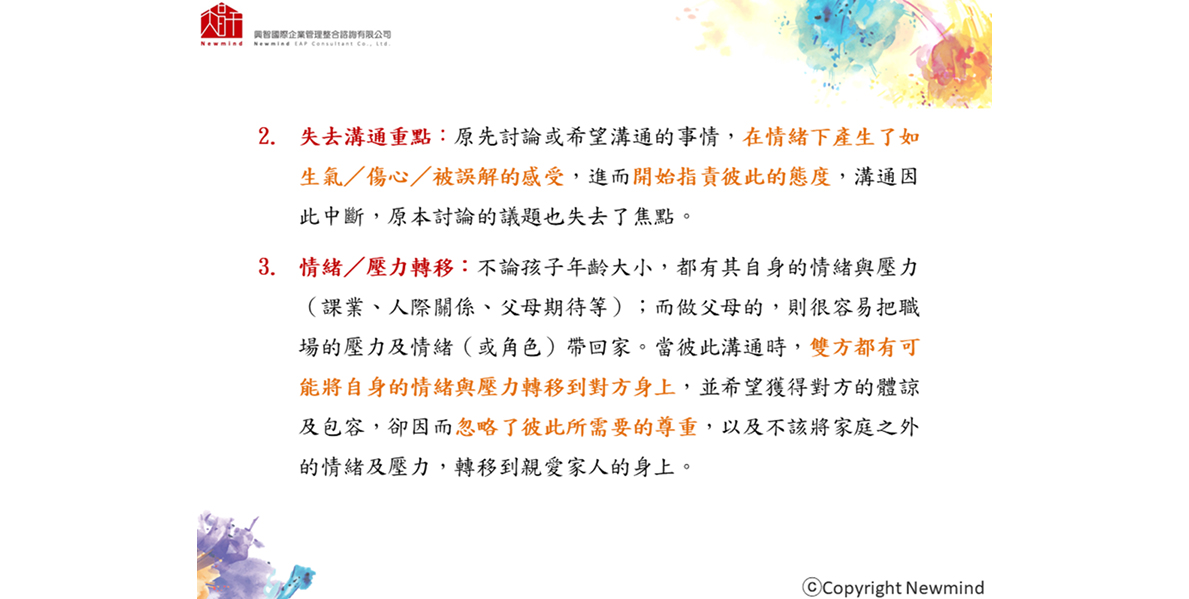 興智國際企業管理整合諮詢有限公司
Newmind
Newmind EAP Consultant Co., Ltd.
2. 失去溝通重點：原先討論或希望溝通的事情，在情緒下產生了如
生氣／傷心／被誤解的感受，進而開始指責彼此的態度，溝通因
此中斷，原本討論的議題也失去了焦點。
3. 情緒／壓力轉移：不論孩子年齡大小，都有其自身的情緒與壓力
（課業、人際關係、父母期待等）；而做父母的，則很容易把職
場的壓力及情緒（或角色）帶回家。當彼此溝通時，雙方都有可
能將自身的情緒與壓力轉移到對方身上，並希望獲得對方的體諒
及包容，卻因而忽略了彼此所需要的尊重，以及不該將家庭之外
的情緒及壓力，轉移到親愛家人的身上。
ⓒCopyright Newmind